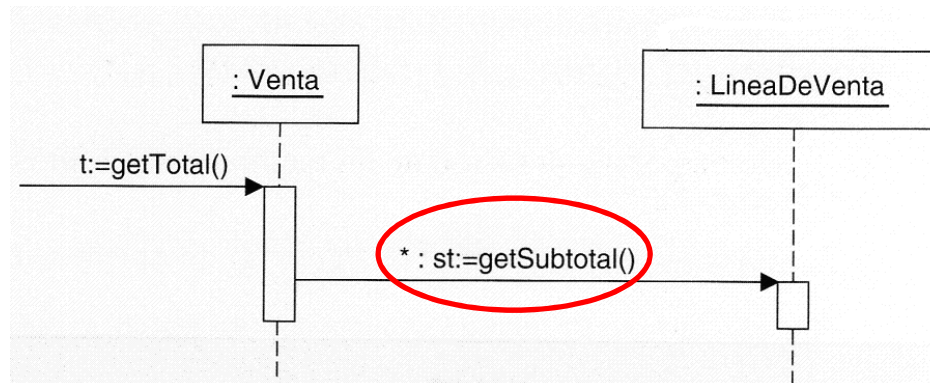 : Venta
: LineaDeVenta
t:=getTotal()
* : st:=getSubtotal()